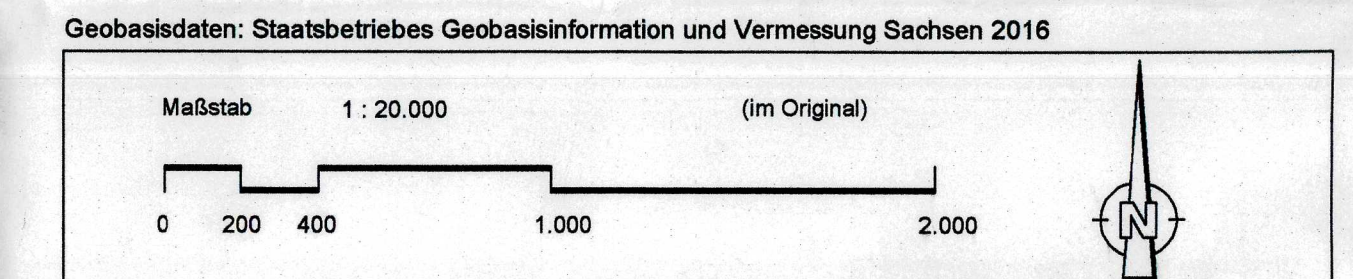 Geobasisdaten: Staatsbetriebes Geobasisinformation und Vermessung Sachsen 2016
Maßstab 1 : 20.000 (im Original)
0 200 400 1.000 2.000
N